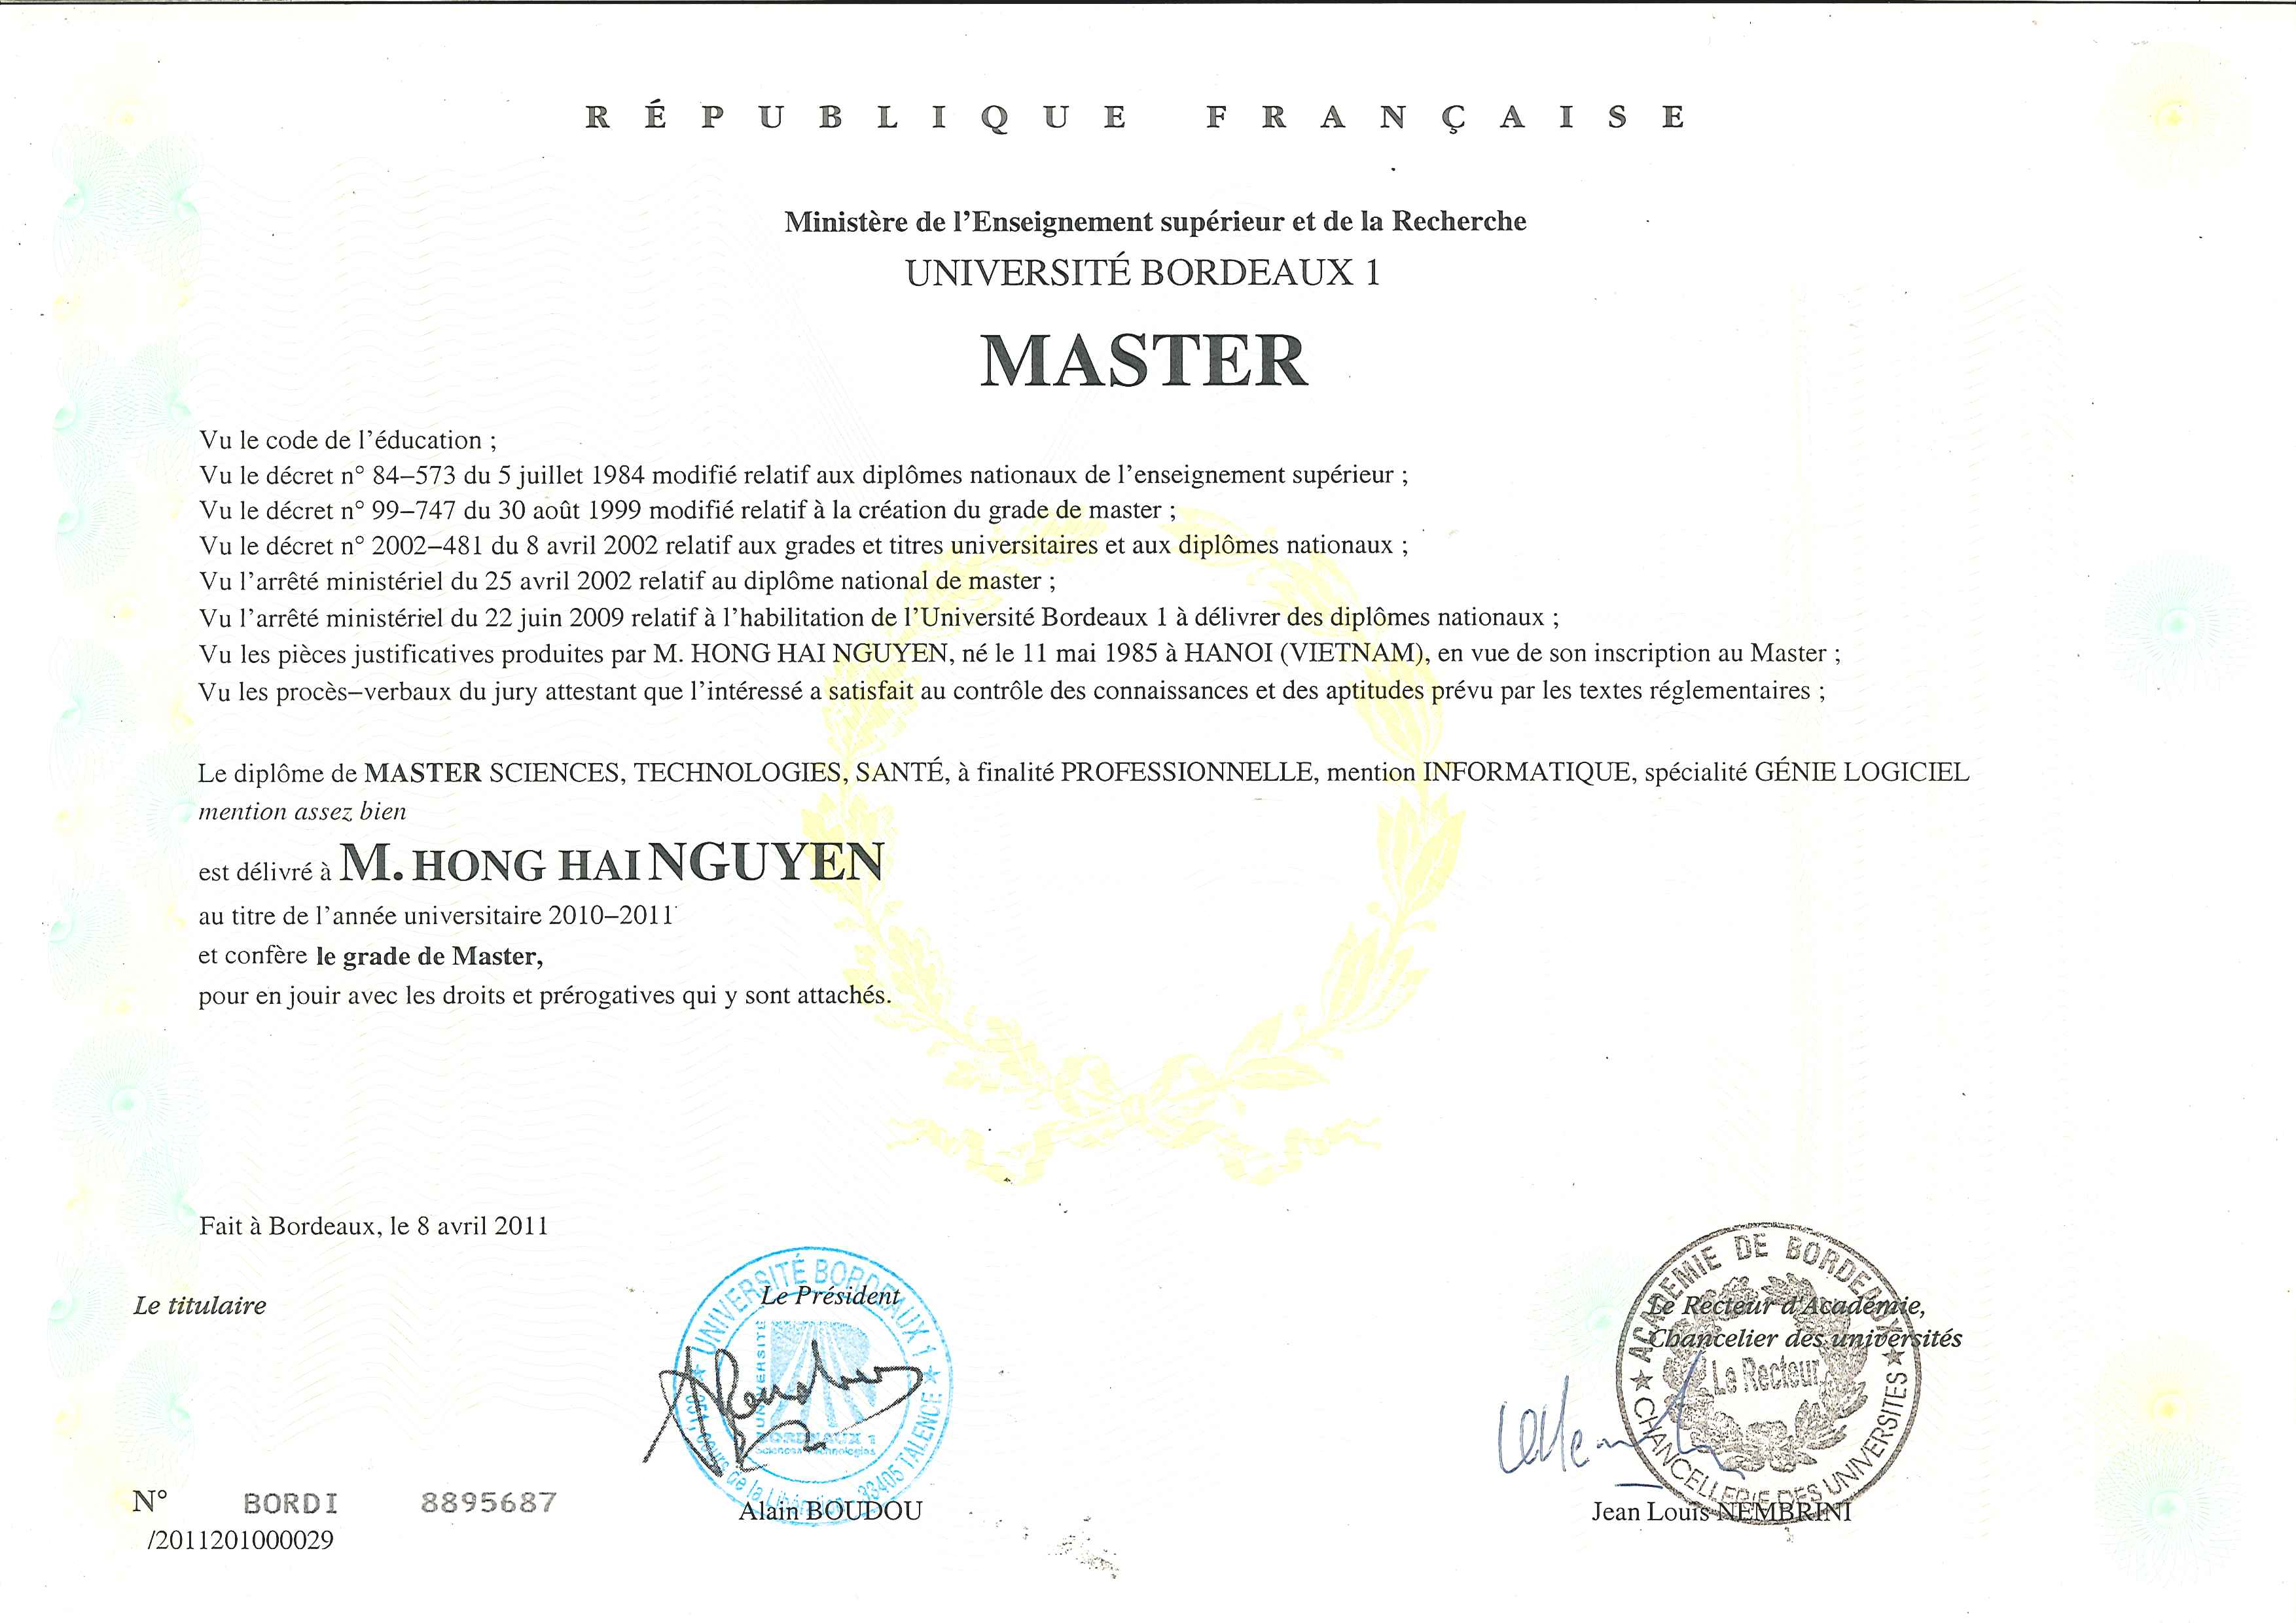 RÉPUBLIQUE FRANÇAISE
Ministère de l'Enseignement supérieur et de la Recherche
UNIVERSITÉ BORDEAUX 1
MASTER
Vu le code de l'éducation ;
Vu le décret n° 84–573 du 5 juillet 1984 modifié relatif aux diplômes nationaux de l'enseignement supérieur ;
Vu le décret n° 99–747 du 30 août 1999 modifié relatif à la création du grade de master ;
Vu le décret n° 2002–481 du 8 avril 2002 relatif aux grades et titres universitaires et aux diplômes nationaux ;
Vu l'arrêté ministériel du 25 avril 2002 relatif au diplôme national de master ;
Vu l'arrêté ministériel du 22 juin 2009 relatif à l'habilitation de l'Université Bordeaux 1 à délivrer des diplômes nationaux ;
Vu les pièces justificatives produites par M. HONG HAI NGUYEN, né le 11 mai 1985 à HANOI (VIETNAM), en vue de son inscription au Master ;
Vu les procès–verbaux du jury attestant que l'intéressé a satisfait au contrôle des connaissances et des aptitudes prévu par les textes réglementaires ;
Le diplôme de MASTER SCIENCES, TECHNOLOGIES, SANTÉ, à finalité PROFESSIONNELLE, mention INFORMATIQUE, spécialité GÉNIE LOGICIEL
mention assez bien
est délivré à M. HONG HAI NGUYEN
au titre de l'année universitaire 2010–2011
et confère le grade de Master,
pour en jouir avec les droits et prérogatives qui y sont attachés.
Fait à Bordeaux, le 8 avril 2011
Le titulaire
Le Président
UNIVERSITÉ BORDEAUX 1
351, cours de la Libération 33405 TALENCE
UNIVERSITÉ
BORDEAUX 1
Sciences Technologies
Alain BOUDOU
Le Recteur d'Académie,
Chancelier des universités
ACADEMIE DE BORDEAUX
Le Recteur
CHANCELLERIE DES UNIVERSITES
Jean Louis NEMBRINI
N° BORDI 8895687
/2011201000029